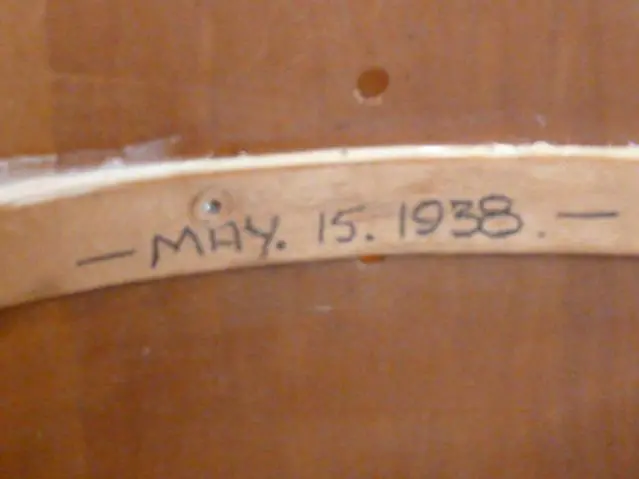 — MAY. 15. 1938. —